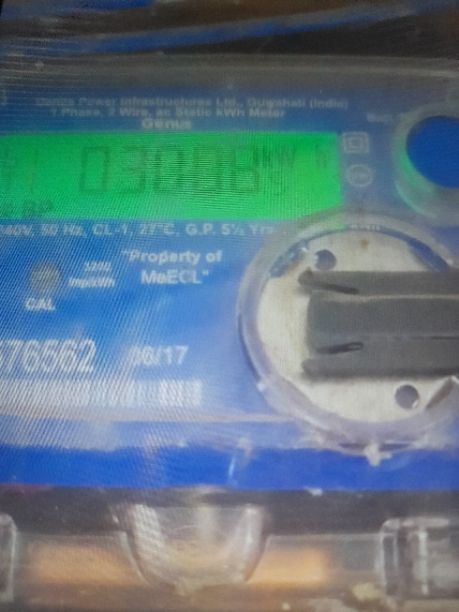 Genus Power Infrastructures Ltd., Guwahati (India)
1 Phase, 2 Wire, ac Static kWh Meter
Genus
kW h
240V, 50 Hz, CL-1, 27°C, G.P. 5½ Yrs
"Property of
MeECL"
3200
imp/kWh
CAL
76562 06/17